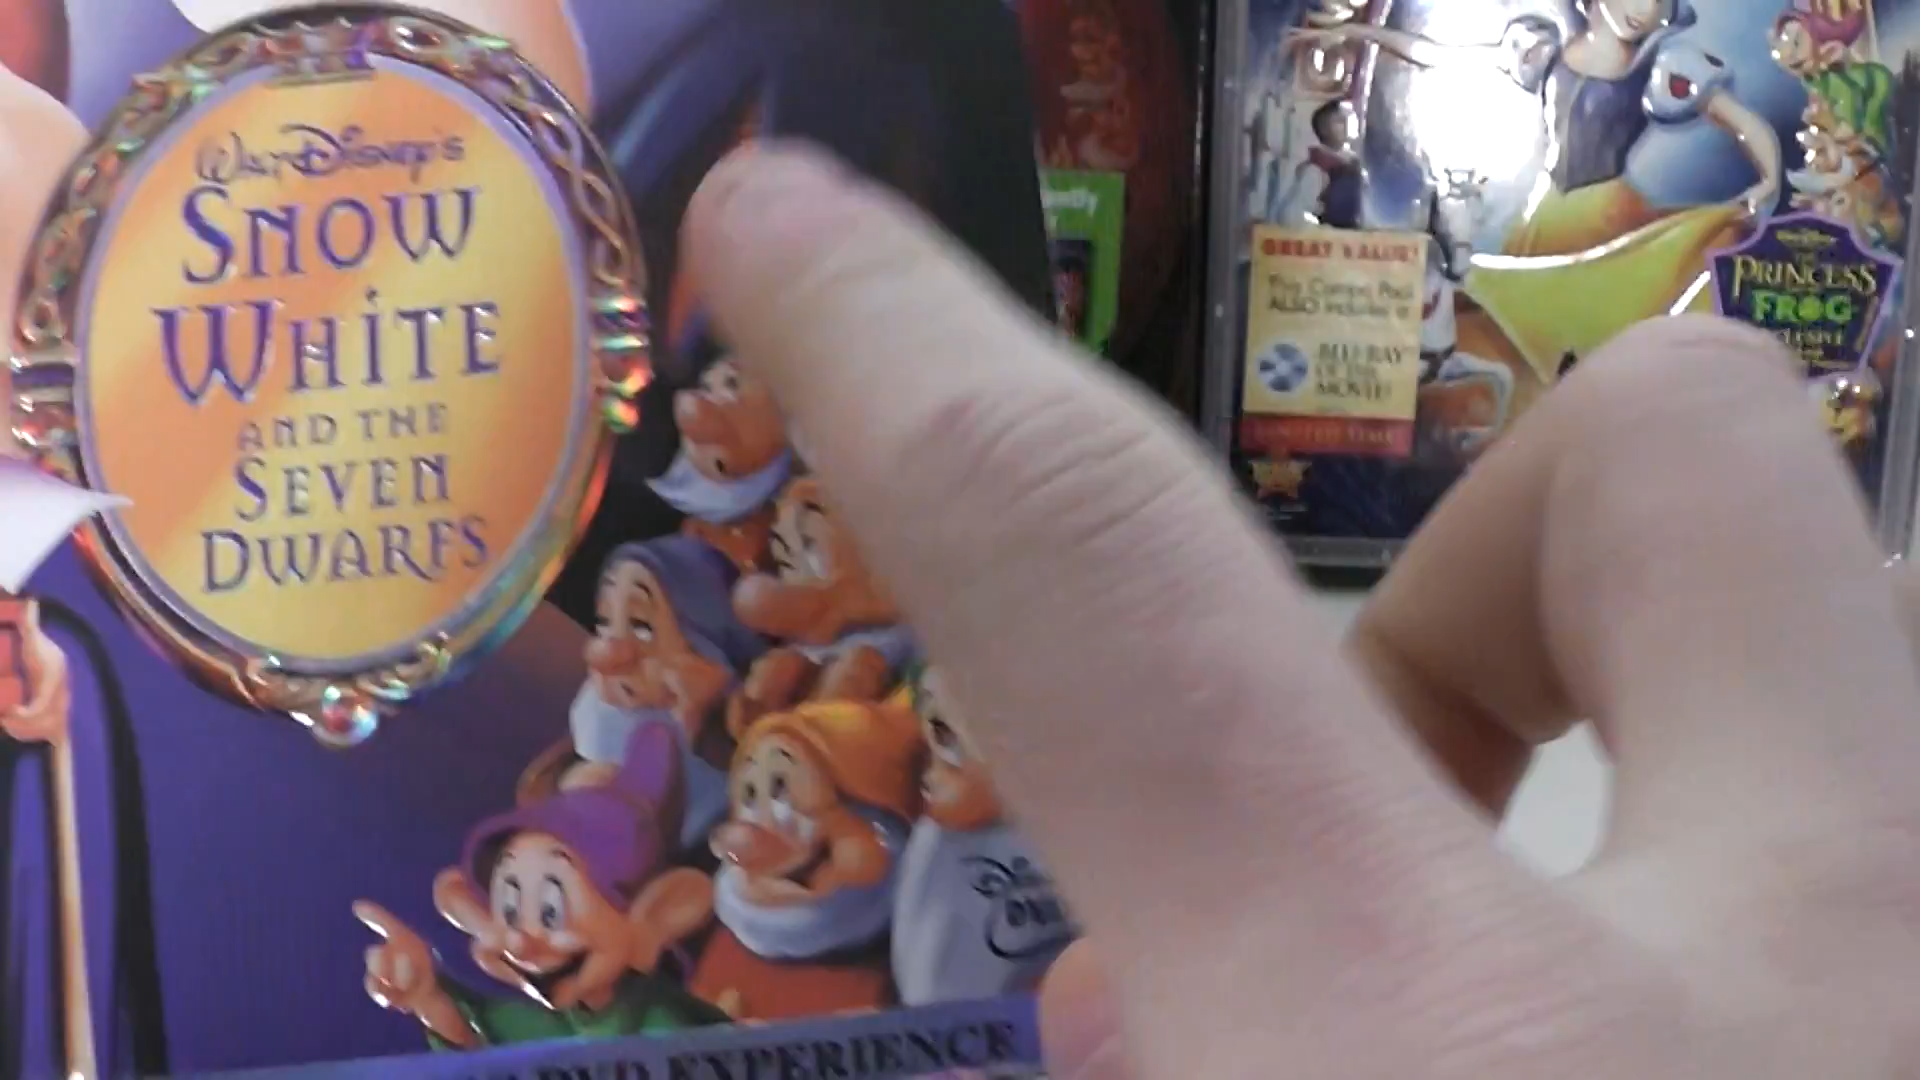 WALT DISNEY'S
SNOW
WHITE
AND THE
SEVEN
DWARFS
DVD EXPERIENCE
GREAT VALUE!
This Combo Pack
ALSO includes a
BLU-RAY
OF THE
MOVIE!
LIMITED TIME
PRINCESS
FROG